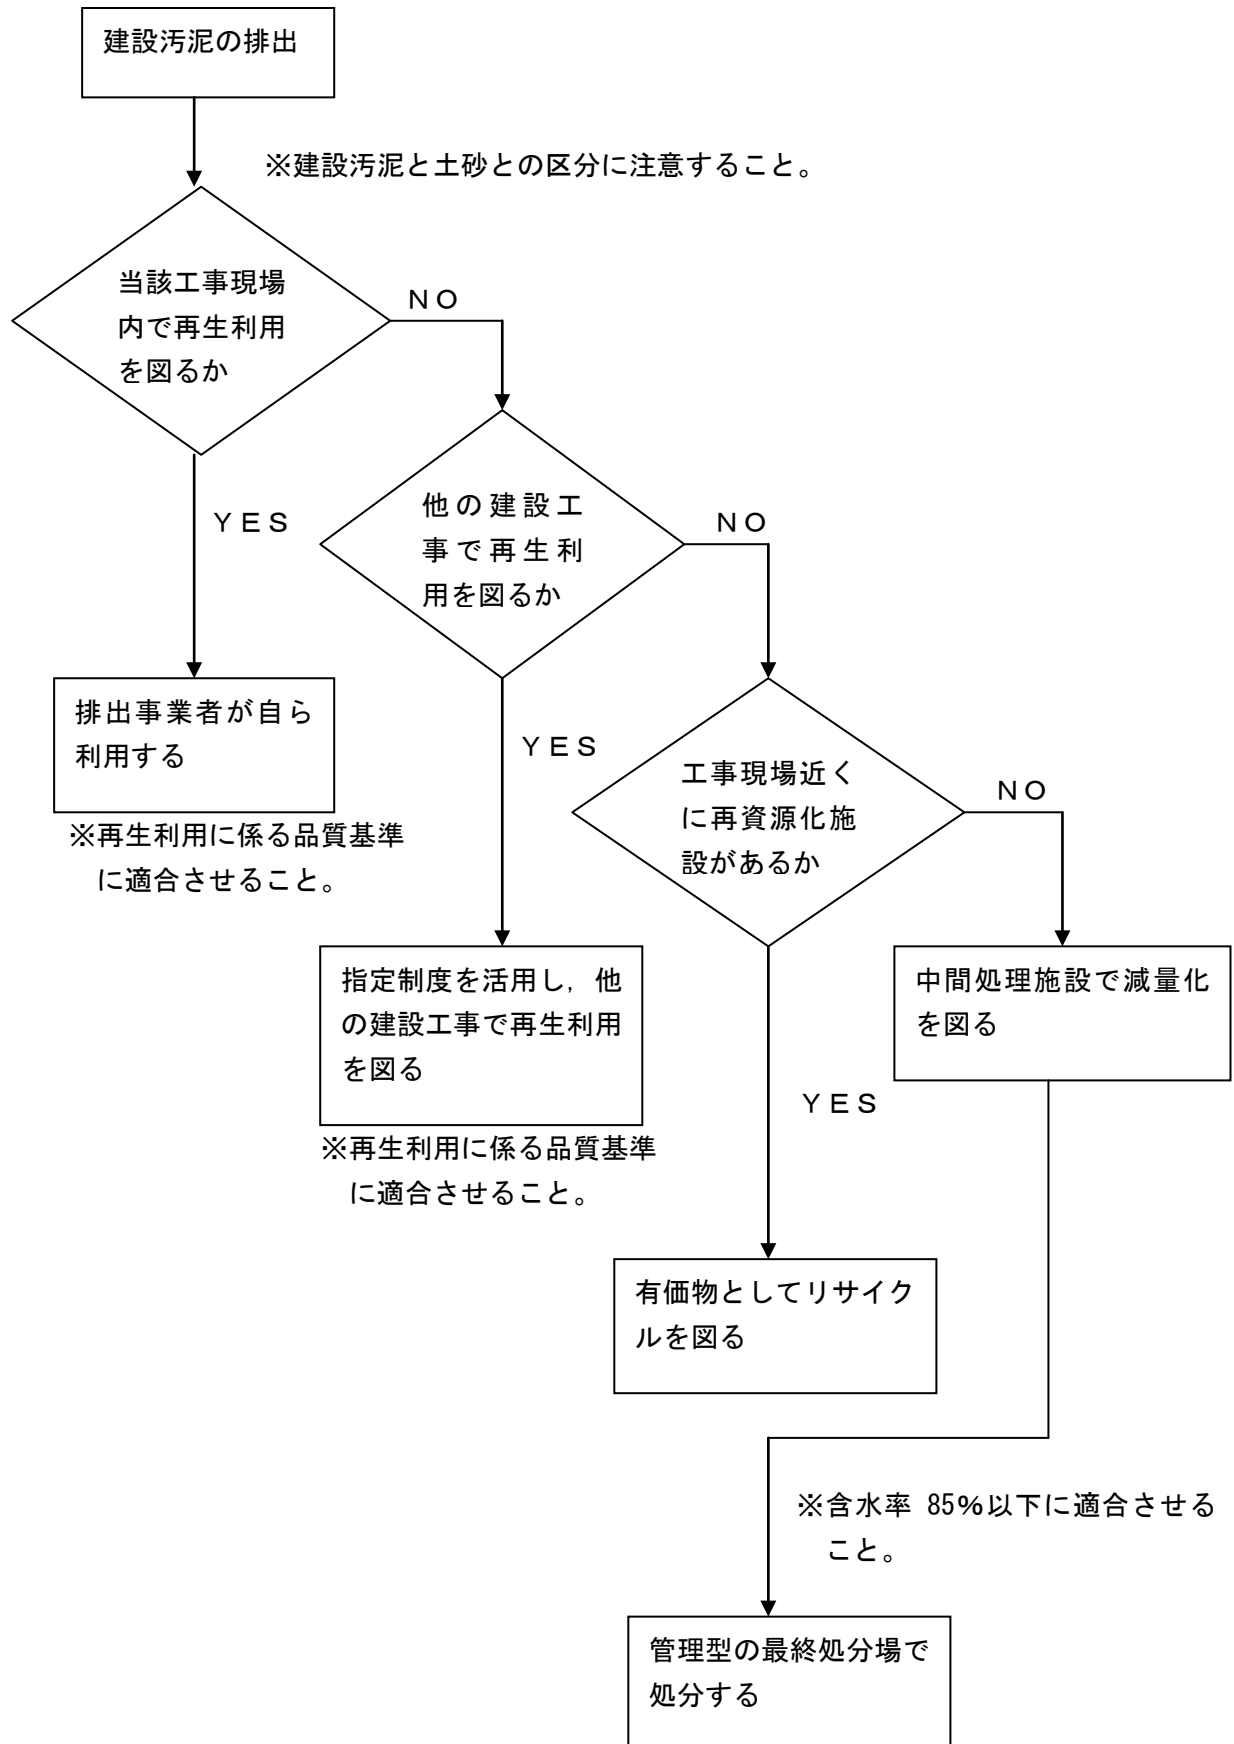 建設汚泥の排出
※建設汚泥と土砂との区分に注意すること。
当該工事現場
内で再生利用
を図るか
ＮＯ
ＹＥＳ
他の建設工
事で再生利
用を図るか
ＮＯ
排出事業者が自ら
利用する
※再生利用に係る品質基準
に適合させること。
ＹＥＳ
工事現場近く
に再資源化施
設があるか
ＮＯ
指定制度を活用し，他
の建設工事で再生利用
を図る
※再生利用に係る品質基準
に適合させること。
中間処理施設で減量化
を図る
ＹＥＳ
有価物としてリサイク
ルを図る
※含水率 85%以下に適合させる
こと。
管理型の最終処分場で
処分する